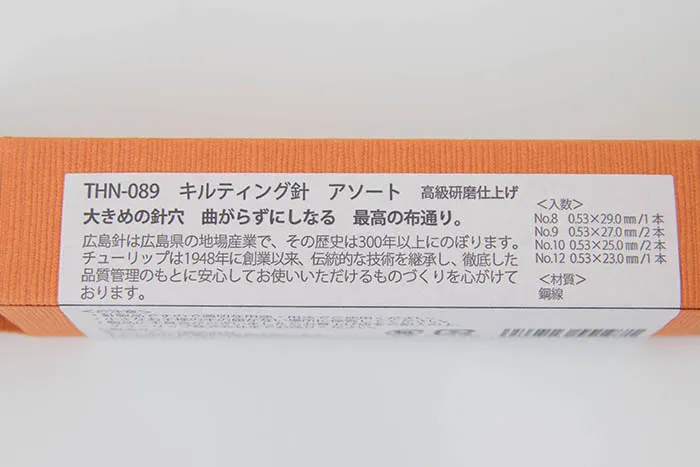 THN-089 キルティング針 アソート 高級研磨仕上げ
大きめの針穴 曲がらずにしなる 最高の布通り。
広島針は広島県の地場産業で、その歴史は300年以上にのぼります。
チューリップは1948年に創業以来、伝統的な技術を継承し、徹底した
品質管理のもとに安心してお使いいただけるものづくりを心がけて
おります。
＜入数＞
No.8 0.53×29.0㎜/1本
No.9 0.53×27.0㎜/2本
No.10 0.53×25.0㎜/2本
No.12 0.53×23.0㎜/1本
＜材質＞
鋼線